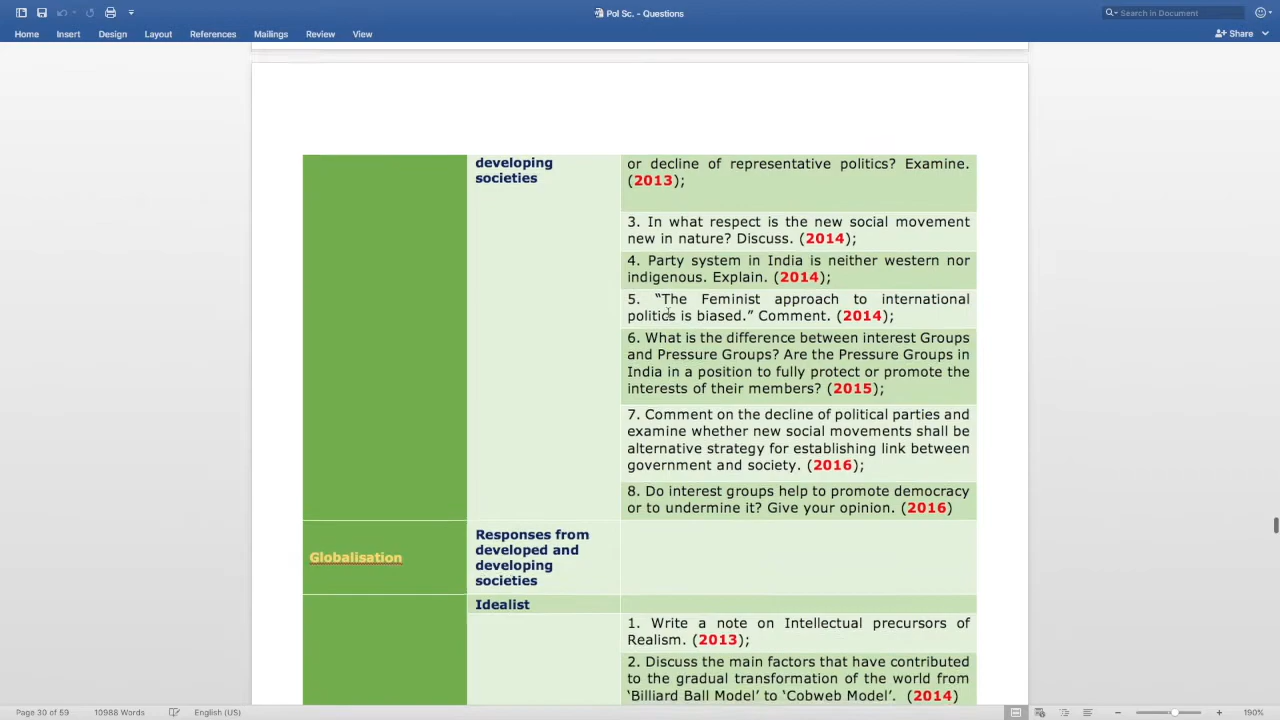 Pol Sc. - Questions
Search in Document
Home
Insert
Design
Layout
References
Mailings
Review
View
Share
developing
societies
or decline of representative politics? Examine.
(2013);
3. In what respect is the new social movement
new in nature? Discuss. (2014);
4. Party system in India is neither western nor
indigenous. Explain. (2014);
5. “The Feminist approach to international
politics is biased.” Comment. (2014);
6. What is the difference between interest Groups
and Pressure Groups? Are the Pressure Groups in
India in a position to fully protect or promote the
interests of their members? (2015);
7. Comment on the decline of political parties and
examine whether new social movements shall be
alternative strategy for establishing link between
government and society. (2016);
8. Do interest groups help to promote democracy
or to undermine it? Give your opinion. (2016)
Globalisation
Responses from
developed and
developing
societies
Idealist
1. Write a note on Intellectual precursors of
Realism. (2013);
2. Discuss the main factors that have contributed
to the gradual transformation of the world from
‘Billiard Ball Model’ to ‘Cobweb Model’. (2014)
Page 30 of 59
10988 Words
English (US)
190%